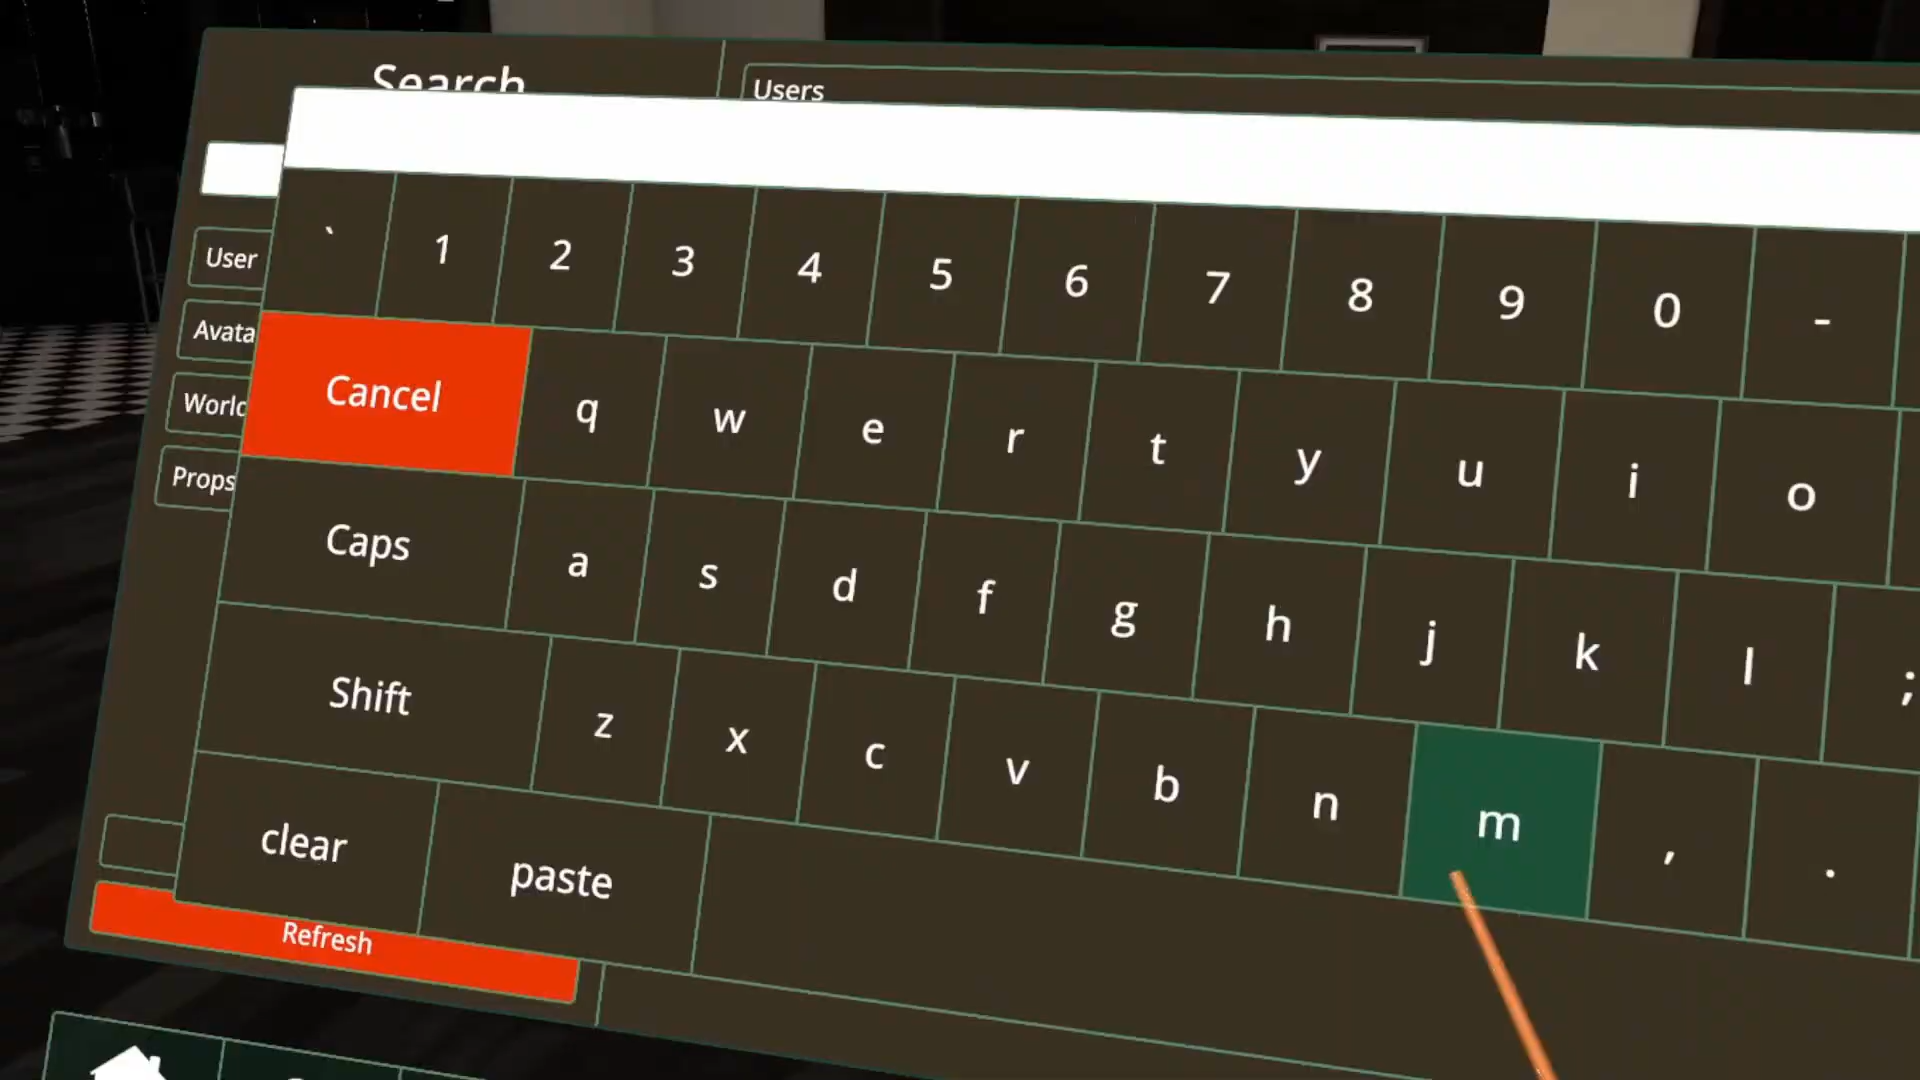 Search
Users
User
Avata
World
Props
` 1 2 3 4 5 6 7 8 9 0 -
Cancel q w e r t y u i o
Caps a s d f g h j k l ;
Shift z x c v b n m , .
clear paste
Refresh